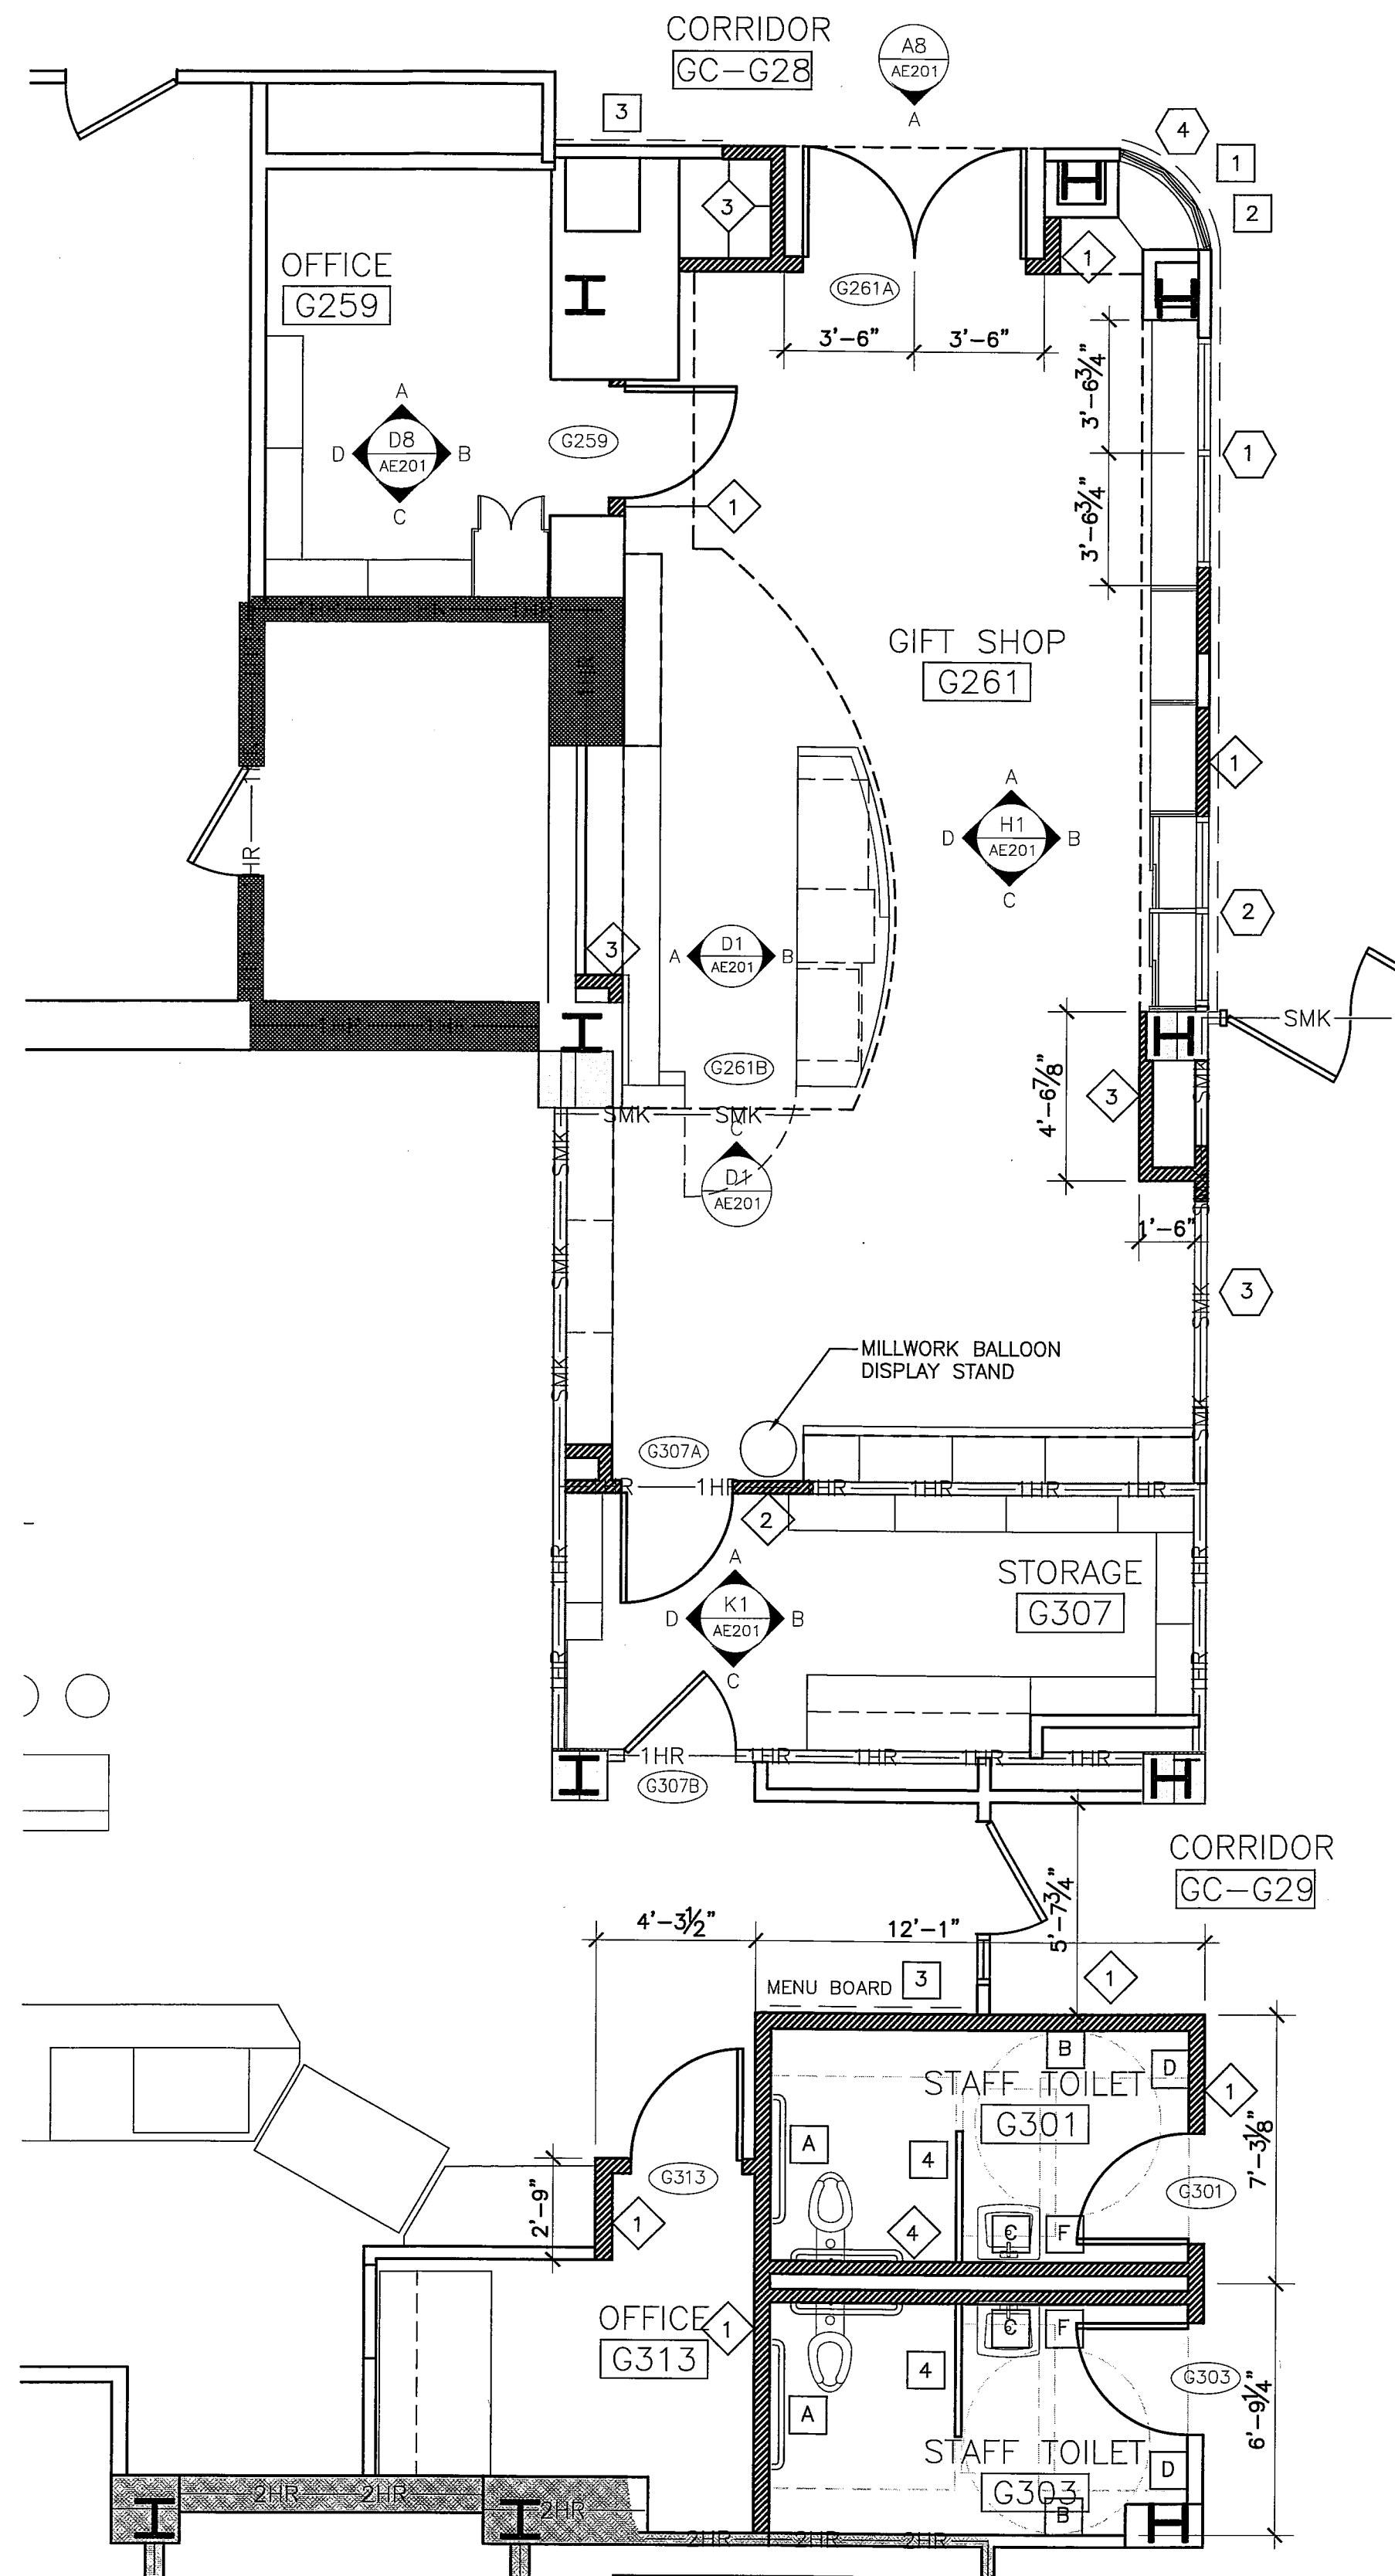 CORRIDOR
GC-G28
A8
AE201
A
3
4
1
2
3
1
OFFICE
G259
G261A
3'-6"
3'-6"
3'-6¾"
3'-6¾"
1
A
D8
AE201
D
B
C
G259
1
1HR
1HR
1HR
GIFT SHOP
G261
1
A
H1
AE201
D
B
C
2
3
D1
AE201
A
B
G261B
SMK
4'-6⅞"
3
SMK
SMK
SMK
C
D1
AE201
SMK
SMK
SMK
1'-6"
SMK
3
SMK
MILLWORK BALLOON
DISPLAY STAND
G307A
1HR
1HR
1HR
1HR
1HR
2
STORAGE
G307
A
K1
AE201
D
B
C
1HR
1HR
1HR
1HR
1HR
1HR
1HR
1HR
1HR
G307B
CORRIDOR
GC-G29
5'-7¾"
4'-3½"
12'-1"
MENU BOARD
3
1
B
D
STAFF TOILET
G301
1
7'-3⅛"
A
4
G313
G301
2'-9"
1
4
C
F
OFFICE
G313
1
C
F
4
G303
A
6'-9¼"
STAFF TOILET
G303
D
B
2HR
2HR
2HR
2HR
2HR
2HR